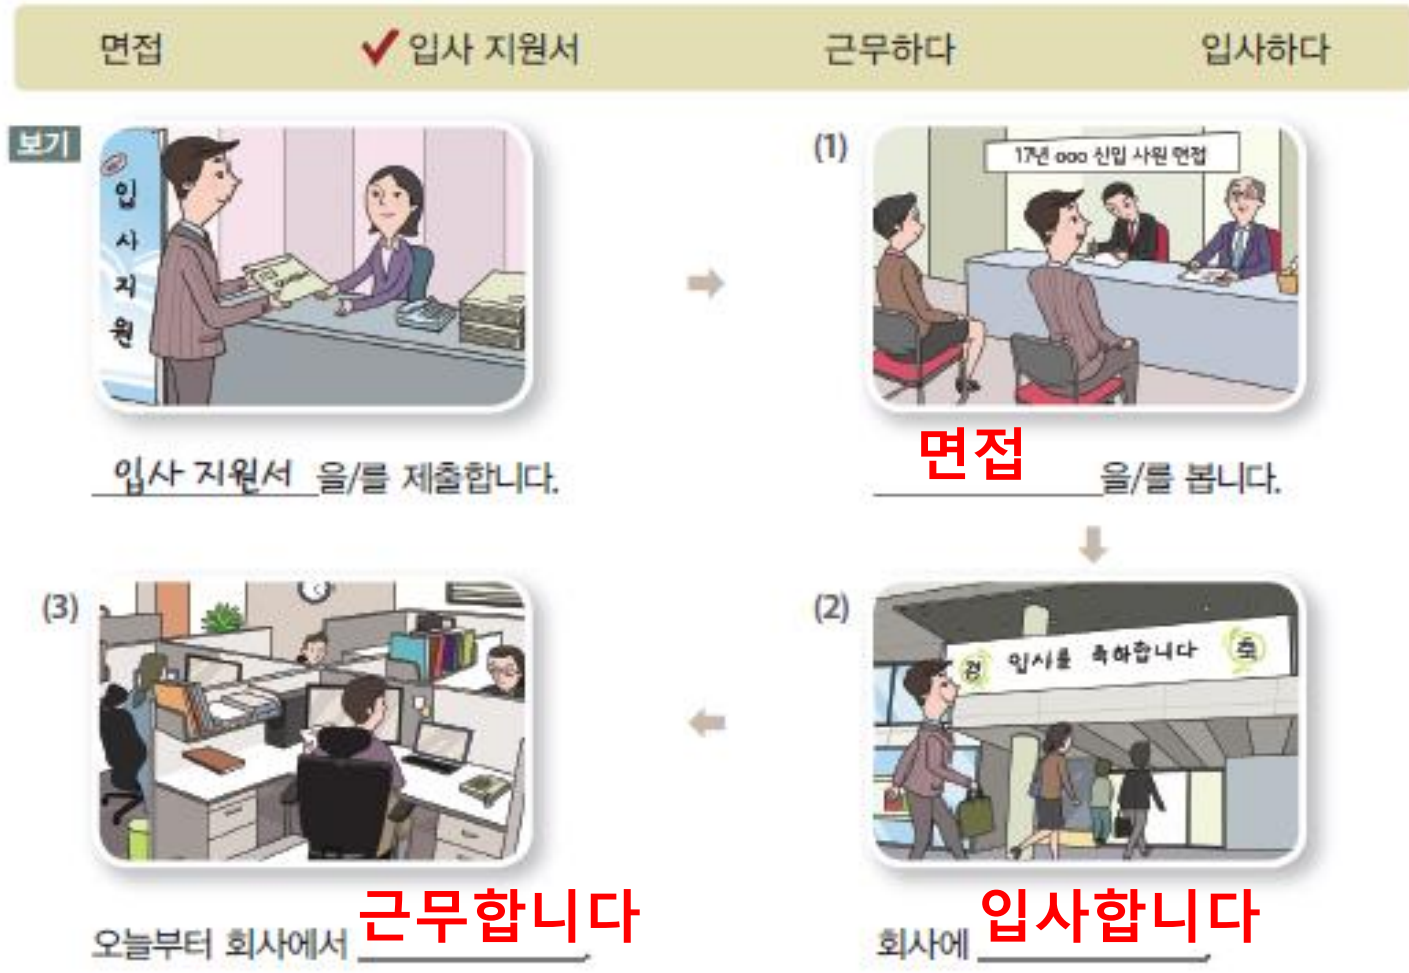 면접 ✓ 입사 지원서 근무하다 입사하다
보기
입
사
지
원
(1)
17년 ooo 신입 사원 면접
입사 지원서 을/를 제출합니다.
면접 을/를 봅니다.
(3)
(2)
경 입사를 축하합니다 축
오늘부터 회사에서 근무합니다.
회사에 입사합니다.